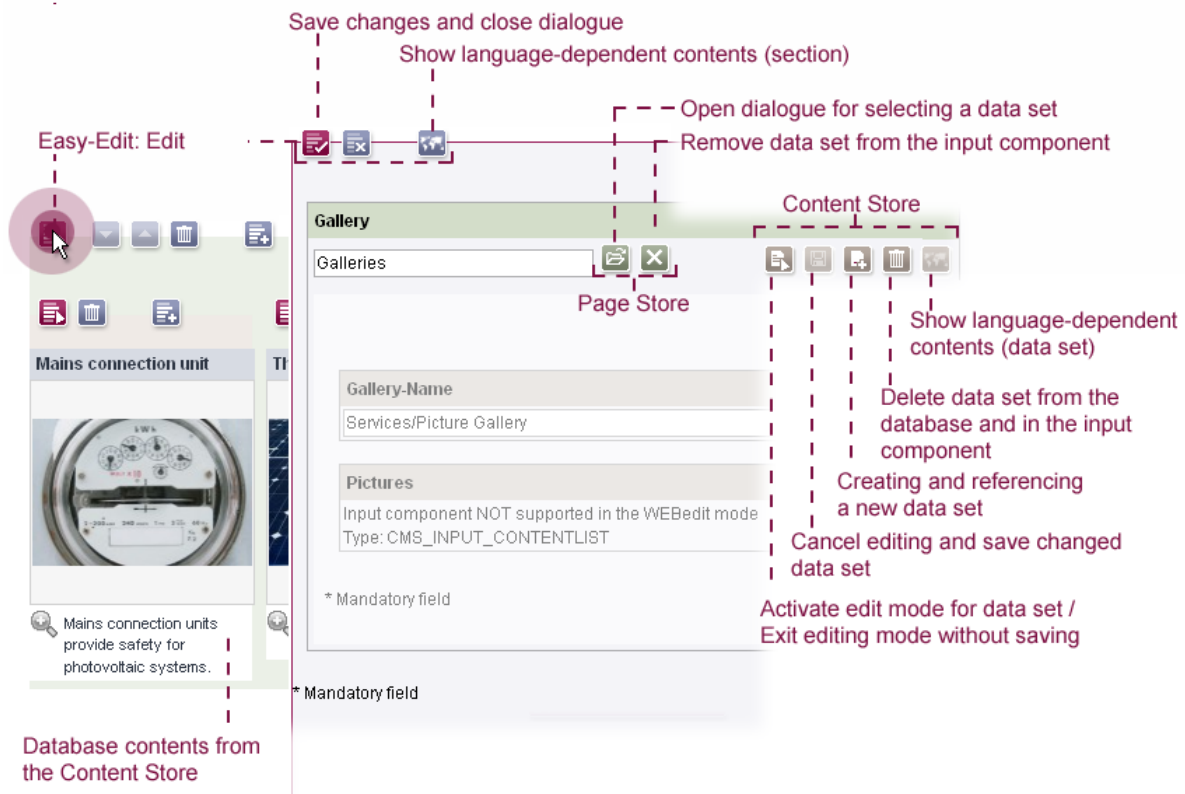 Save changes and close dialogue
Show language-dependent contents (section)
Open dialogue for selecting a data set
Easy-Edit: Edit
Remove data set from the input component
Content Store
Gallery
Galleries
Page Store
Show language-dependent
contents (data set)
Mains connection unit
Th
Gallery-Name
Services/Picture Gallery
Delete data set from the
database and in the input
component
Pictures
Input component NOT supported in the WEBedit mode
Type: CMS_INPUT_CONTENTLIST
Creating and referencing
a new data set
Cancel editing and save changed
data set
* Mandatory field
Activate edit mode for data set /
Exit editing mode without saving
Mains connection units
provide safety for
photovoltaic systems.
* Mandatory field
Database contents from
the Content Store